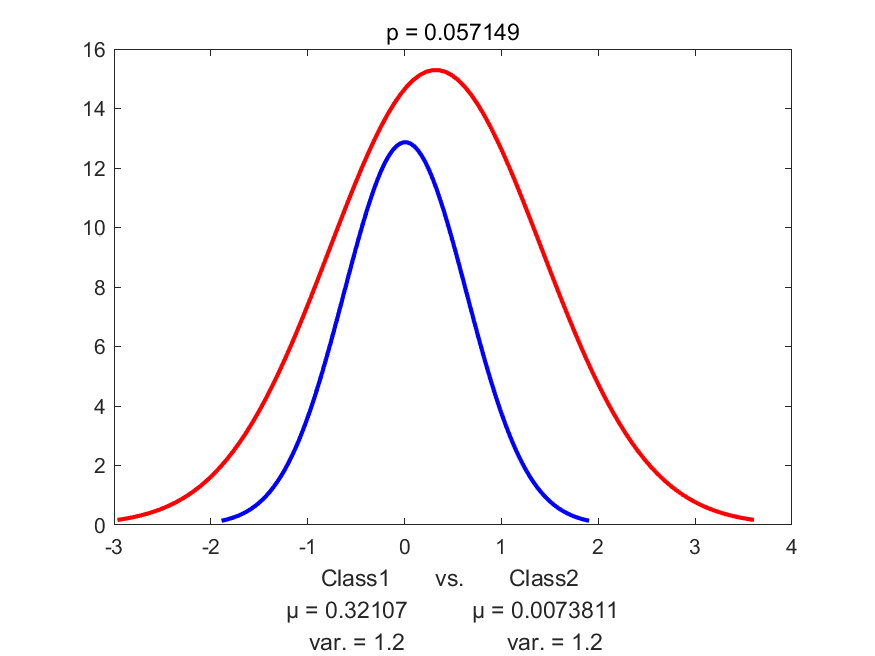 p = 0.057149
16
14
12
10
8
6
4
2
0
-3 -2 -1 0 1 2 3 4
Class1 vs. Class2
μ = 0.32107 μ = 0.0073811
var. = 1.2 var. = 1.2